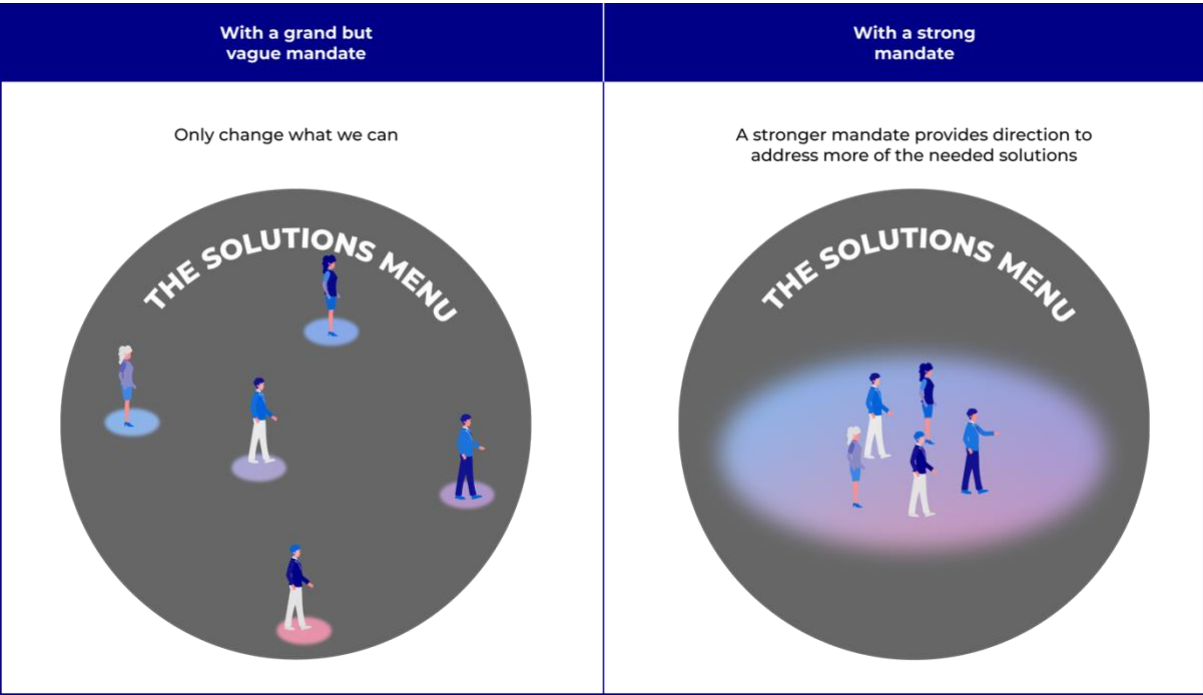 With a grand but
vague mandate
Only change what we can
THE SOLUTIONS MENU
With a strong
mandate
A stronger mandate provides direction to
address more of the needed solutions
THE SOLUTIONS MENU